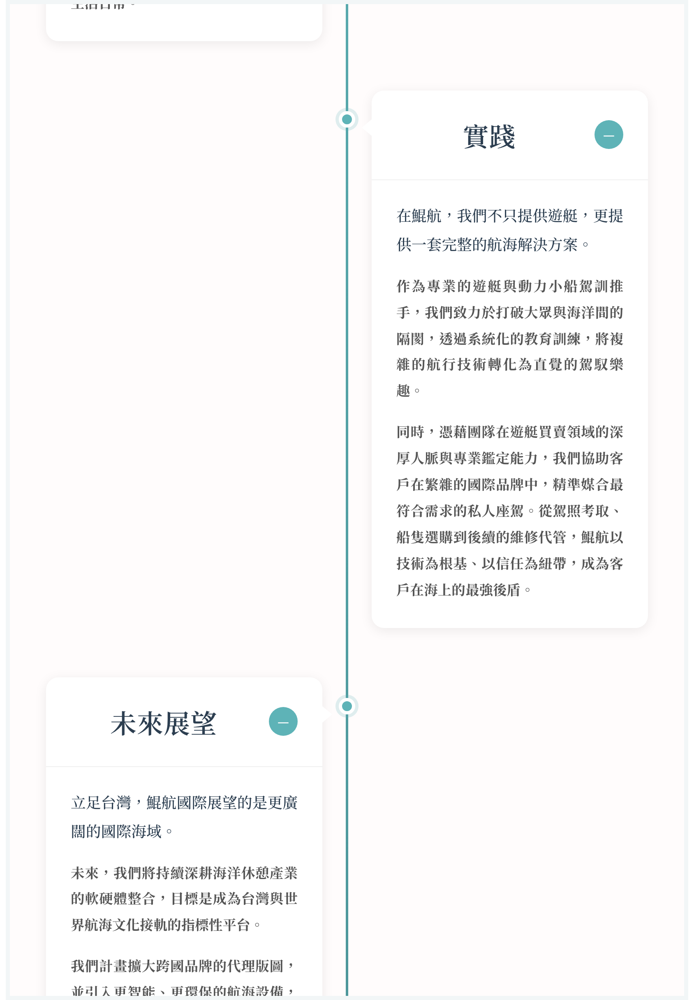 實踐
在鯤航，我們不只提供遊艇，更提
供一套完整的航海解決方案。
作為專業的遊艇與動力小船駕訓推
手，我們致力於打破大眾與海洋間的
隔閡，透過系統化的教育訓練，將複
雜的航行技術轉化為直覺的駕馭樂
趣。
同時，憑藉團隊在遊艇買賣領域的深
厚人脈與專業鑑定能力，我們協助客
戶在繁雜的國際品牌中，精準媒合最
符合需求的私人座駕。從駕照考取、
船隻選購到後續的維修代管，鯤航以
技術為根基、以信任為紐帶，成為客
戶在海上的最強後盾。
未來展望
立足台灣，鯤航國際展望的是更廣
闊的國際海域。
未來，我們將持續深耕海洋休憩產業
的軟硬體整合，目標是成為台灣與世
界航海文化接軌的指標性平台。
我們計畫擴大跨國品牌的代理版圖，
並引入更智能、更環保的航海設備，